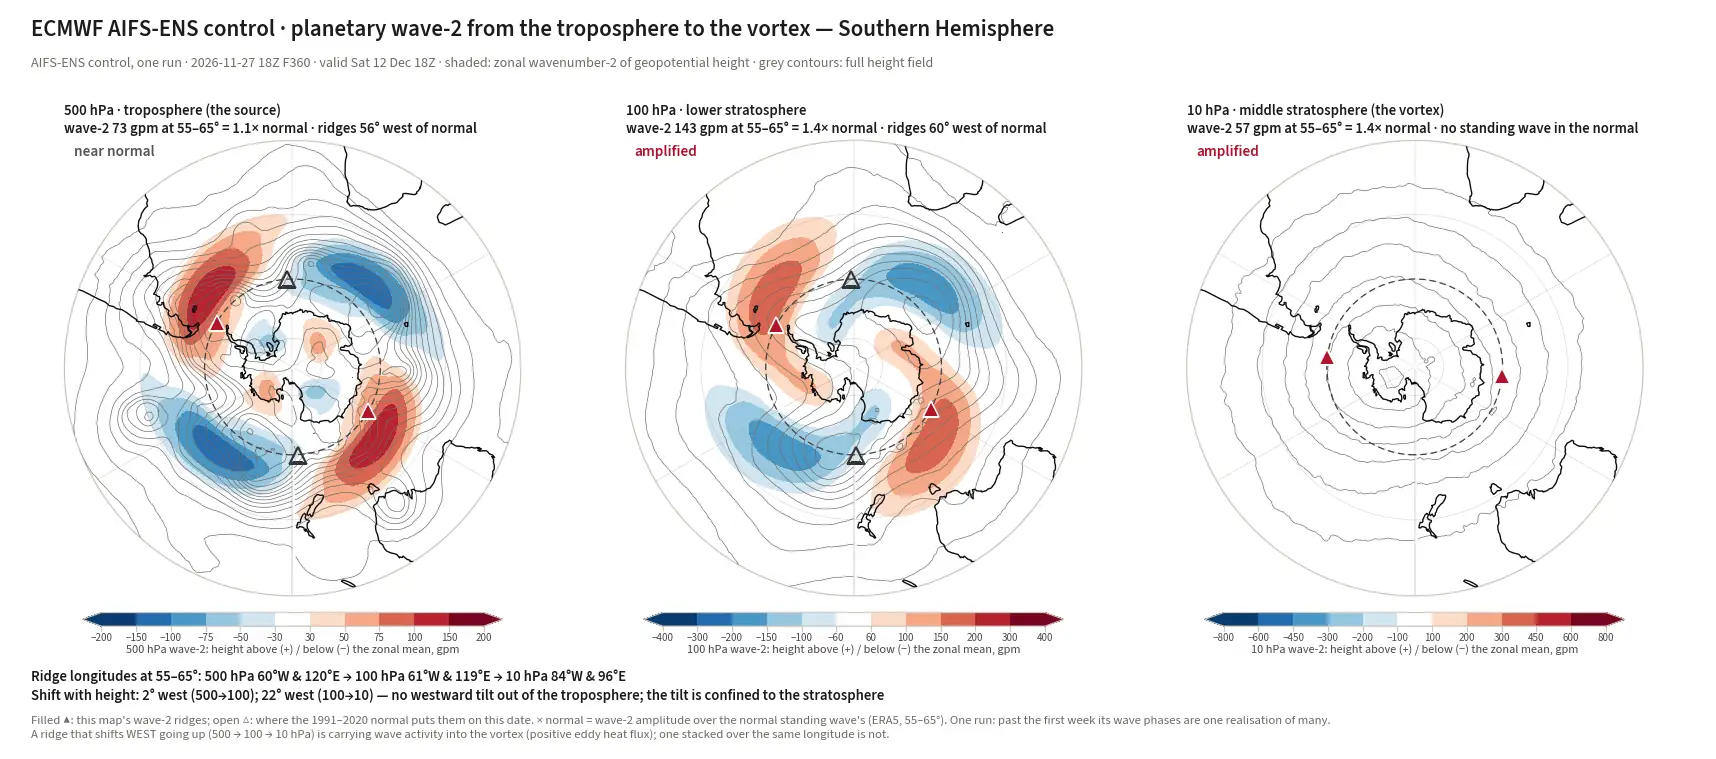 ECMWF AIFS-ENS control · planetary wave-2 from the troposphere to the vortex — Southern Hemisphere
AIFS-ENS control, one run · 2026-11-27 18Z F360 · valid Sat 12 Dec 18Z · shaded: zonal wavenumber-2 of geopotential height · grey contours: full height field
500 hPa · troposphere (the source)
wave-2 73 gpm at 55–65° = 1.1× normal · ridges 56° west of normal
near normal
100 hPa · lower stratosphere
wave-2 143 gpm at 55–65° = 1.4× normal · ridges 60° west of normal
amplified
10 hPa · middle stratosphere (the vortex)
wave-2 57 gpm at 55–65° = 1.4× normal · no standing wave in the normal
amplified
−200 −150 −100 −75 −50 −30 30 50 75 100 150 200
500 hPa wave-2: height above (+) / below (−) the zonal mean, gpm
−400 −300 −200 −150 −100 −60 60 100 150 200 300 400
100 hPa wave-2: height above (+) / below (−) the zonal mean, gpm
−800 −600 −450 −300 −200 −100 100 200 300 450 600 800
10 hPa wave-2: height above (+) / below (−) the zonal mean, gpm
Ridge longitudes at 55–65°: 500 hPa 60°W & 120°E → 100 hPa 61°W & 119°E → 10 hPa 84°W & 96°E
Shift with height: 2° west (500→100); 22° west (100→10) — no westward tilt out of the troposphere; the tilt is confined to the stratosphere
Filled ▲: this map's wave-2 ridges; open △: where the 1991–2020 normal puts them on this date. × normal = wave-2 amplitude over the normal standing wave's (ERA5, 55–65°). One run: past the first week its wave phases are one realisation of many.
A ridge that shifts WEST going up (500 → 100 → 10 hPa) is carrying wave activity into the vortex (positive eddy heat flux); one stacked over the same longitude is not.